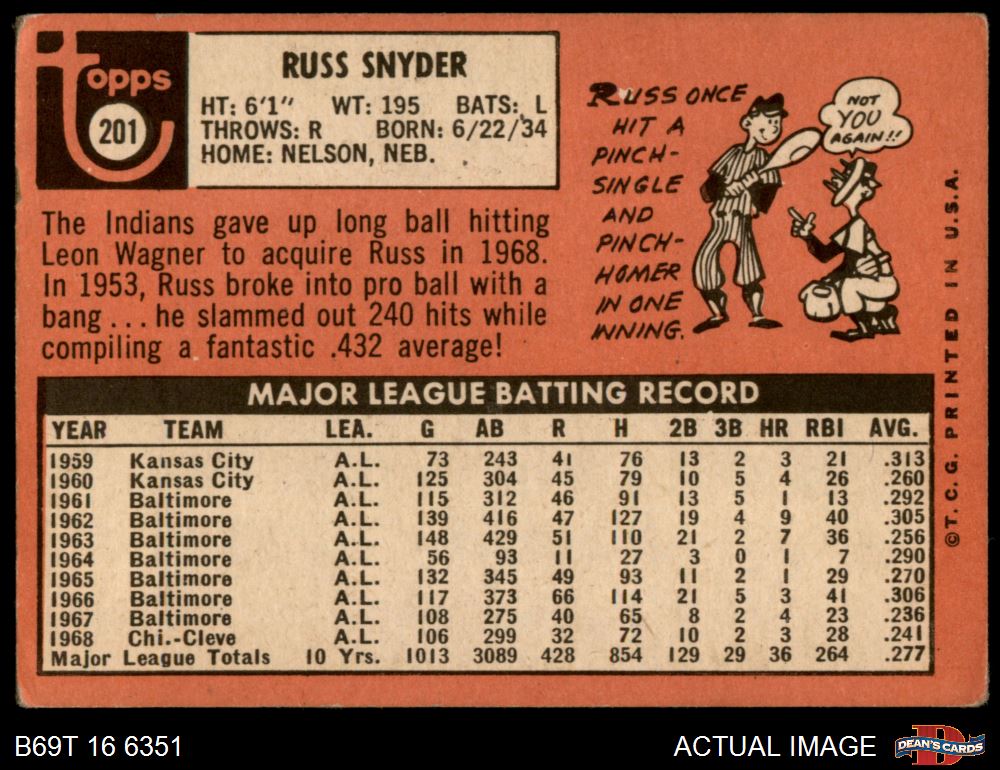 Topps
201
RUSS SNYDER
HT: 6'1" WT: 195 BATS: L
THROWS: R BORN: 6/22/34
HOME: NELSON, NEB.
The Indians gave up long ball hitting
Leon Wagner to acquire Russ in 1968.
In 1953, Russ broke into pro ball with a
bang ... he slammed out 240 hits while
compiling a fantastic .432 average!
RUSS ONCE
HIT A
PINCH-
SINGLE
AND
PINCH-
HOMER
IN ONE
INNING.
NOT
YOU
AGAIN!!
MAJOR LEAGUE BATTING RECORD
YEAR TEAM LEA. G AB R H 2B 3B HR RBI AVG.
1959 Kansas City A.L. 73 243 41 76 13 2 3 21 .313
1960 Kansas City A.L. 125 304 45 79 10 5 4 26 .260
1961 Baltimore A.L. 115 312 46 91 13 5 1 13 .292
1962 Baltimore A.L. 139 416 47 127 19 4 9 40 .305
1963 Baltimore A.L. 148 429 51 110 21 2 7 36 .256
1964 Baltimore A.L. 56 93 11 27 3 0 1 7 .290
1965 Baltimore A.L. 132 345 49 93 11 2 1 29 .270
1966 Baltimore A.L. 117 373 66 114 21 5 3 41 .306
1967 Baltimore A.L. 108 275 40 65 8 2 4 23 .236
1968 Chi.-Cleve A.L. 106 299 32 72 10 2 3 28 .241
Major League Totals 10 Yrs. 1013 3089 428 854 129 29 36 264 .277
©T. C. G. PRINTED IN U.S.A.
B69T 16 6351
ACTUAL IMAGE
DEAN'S CARDS